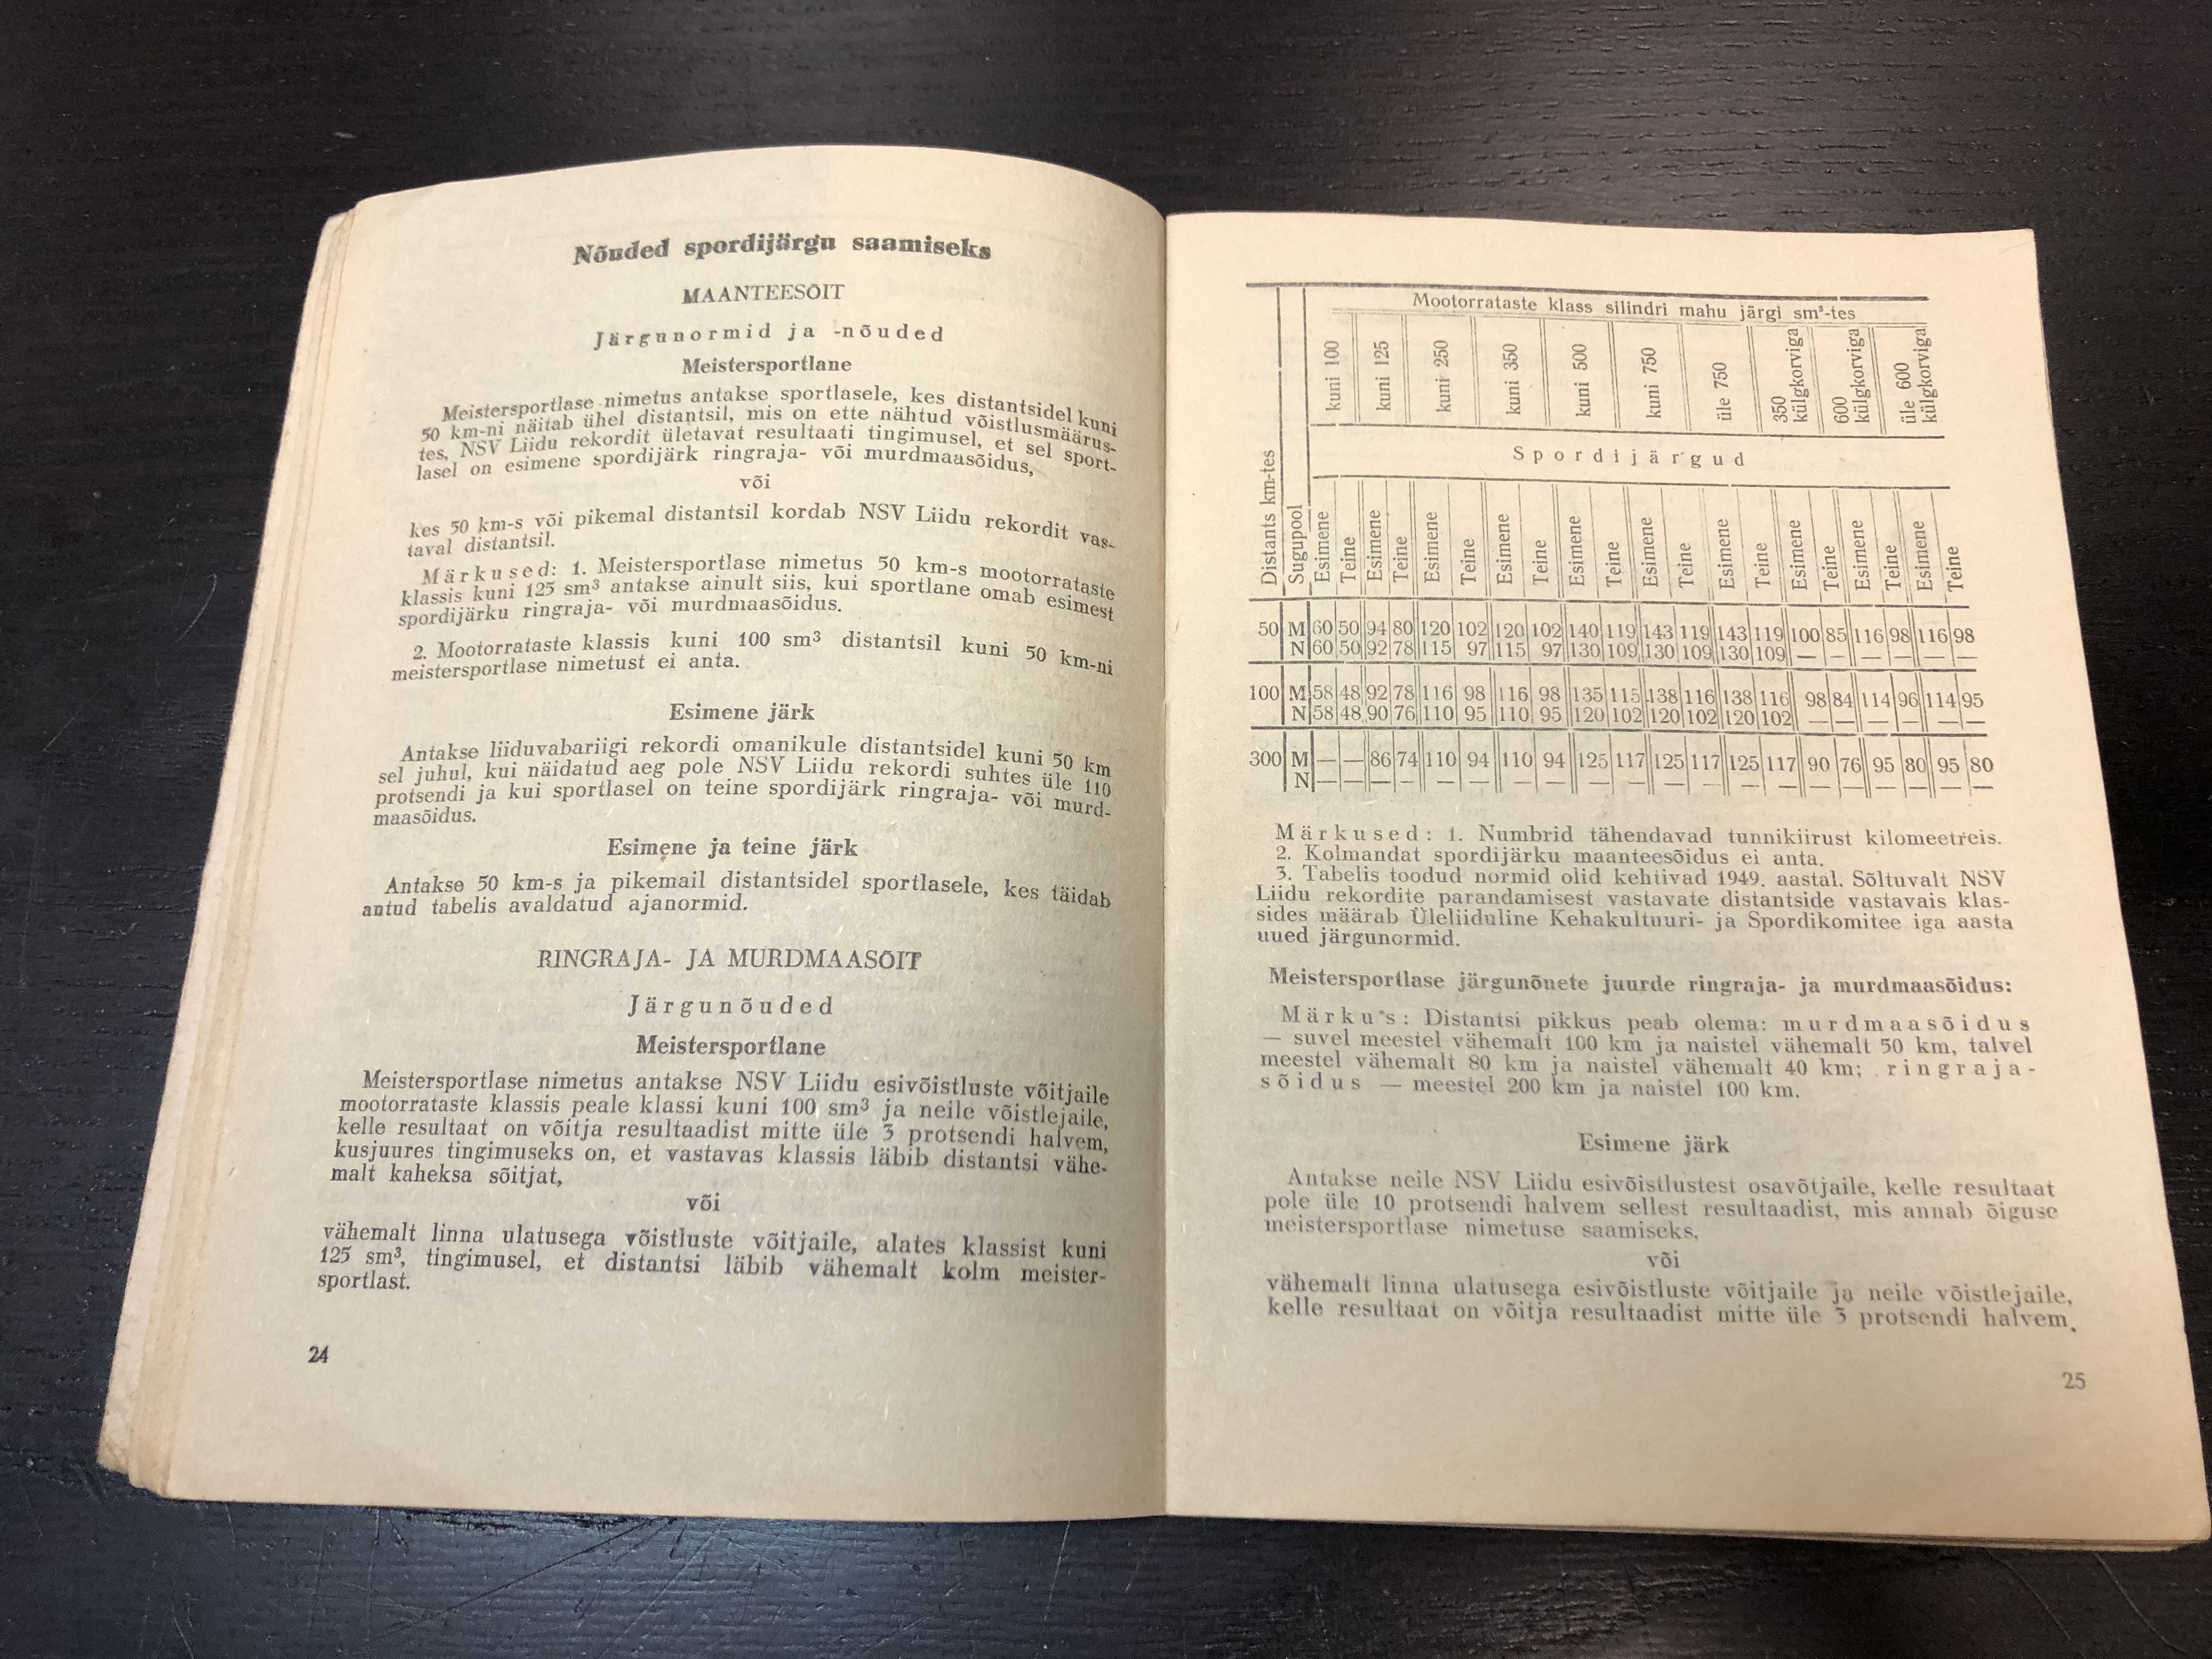 Nõuded spordijärgu saamiseks
MAANTEESÕIT
Järgunormid ja -nõuded
Meistersportlane
Meistersportlase nimetus antakse sportlasele, kes distantsidel kuni
50 km-ni näitab ühel distantsil, mis on ette nähtud võistlusmäärus-
tes, NSV Liidu rekordit ületavat resultaati tingimusel, et sel sport-
lasel on esimene spordijärk ringraja- või murdmaasõidus,
või
kes 50 km-s või pikemal distantsil kordab NSV Liidu rekordit vas-
taval distantsil.
Märkused: 1. Meistersportlase nimetus 50 km-s mootorrataste
klassis kuni 125 sm³ antakse ainult siis, kui sportlane omab esimest
spordijärku ringraja- või murdmaasõidus.
2. Mootorrataste klassis kuni 100 sm³ distantsil kuni 50 km-ni
meistersportlase nimetust ei anta.
Esimene järk
Antakse liiduvabariigi rekordi omanikule distantsidel kuni 50 km
sel juhul, kui näidatud aeg pole NSV Liidu rekordi suhtes üle 110
protsendi ja kui sportlasel on teine spordijärk ringraja- või murd-
maasõidus.
Esimene ja teine järk
Antakse 50 km-s ja pikemail distantsidel sportlasele, kes täidab
antud tabelis avaldatud ajanormid.
RINGRAJA- JA MURDMAASÕIT
Järgunõuded
Meistersportlane
Meistersportlase nimetus antakse NSV Liidu esivõistluste võitjaile
mootorrataste klassis peale klassi kuni 100 sm³ ja neile võistlejaile,
kelle resultaat on võitja resultaadist mitte üle 3 protsendi halvem,
kusjuures tingimuseks on, et vastavas klassis läbib distantsi vähe-
malt kaheksa sõitjat,
või
vähemalt linna ulatusega võistluste võitjaile, alates klassist kuni
125 sm³, tingimusel, et distantsi läbib vähemalt kolm meister-
sportlast.
24
Mootorrataste klass silindri mahu järgi sm³-tes
Distants km-tes Sugupool kuni 100 kuni 125 kuni 250 kuni 350 kuni 500 kuni 750 üle 750 350 külgkorviga 600 külgkorviga üle 600 külgkorviga
Spordijärgud
Esimene Teine Esimene Teine Esimene Teine Esimene Teine Esimene Teine Esimene Teine Esimene Teine Esimene Teine Esimene Teine Esimene Teine
50 M 60 50 94 80 120 102 120 102 140 119 143 119 143 119 100 85 116 98 116 98
N 60 50 92 78 115 97 115 97 130 109 130 109 130 109 — — — — — —
100 M 58 48 92 78 116 98 116 98 135 115 138 116 138 116 98 84 114 96 114 95
N 58 48 90 76 110 95 110 95 120 102 120 102 120 102 — — — — — —
300 M — — 86 74 110 94 110 94 125 117 125 117 125 117 90 76 95 80 95 80
N — — — — — — — — — — — — — — — — — — — —
Märkused: 1. Numbrid tähendavad tunnikiirust kilomeetreis.
2. Kolmandat spordijärku maanteesõidus ei anta.
3. Tabelis toodud normid olid kehtivad 1949. aastal. Sõltuvalt NSV
Liidu rekordite parandamisest vastavate distantside vastavais klas-
sides määrab Üleliiduline Kehakultuuri- ja Spordikomitee iga aasta
uued järgunormid.
Meistersportlase järgunõuete juurde ringraja- ja murdmaasõidus:
Märkus: Distantsi pikkus peab olema: murdmaasõidus
— suvel meestel vähemalt 100 km ja naistel vähemalt 50 km, talvel
meestel vähemalt 80 km ja naistel vähemalt 40 km; ringraja-
sõidus — meestel 200 km ja naistel 100 km.
Esimene järk
Antakse neile NSV Liidu esivõistlustest osavõtjaile, kelle resultaat
pole üle 10 protsendi halvem sellest resultaadist, mis annab õiguse
meistersportlase nimetuse saamiseks,
või
vähemalt linna ulatusega esivõistluste võitjaile ja neile võistlejaile,
kelle resultaat on võitja resultaadist mitte üle 3 protsendi halvem.
25